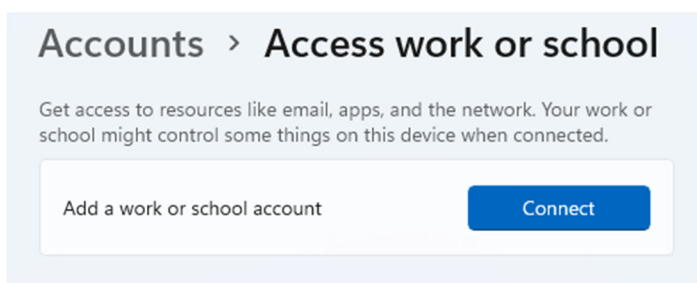 Accounts > Access work or school
Get access to resources like email, apps, and the network. Your work or
school might control some things on this device when connected.
Add a work or school account
Connect